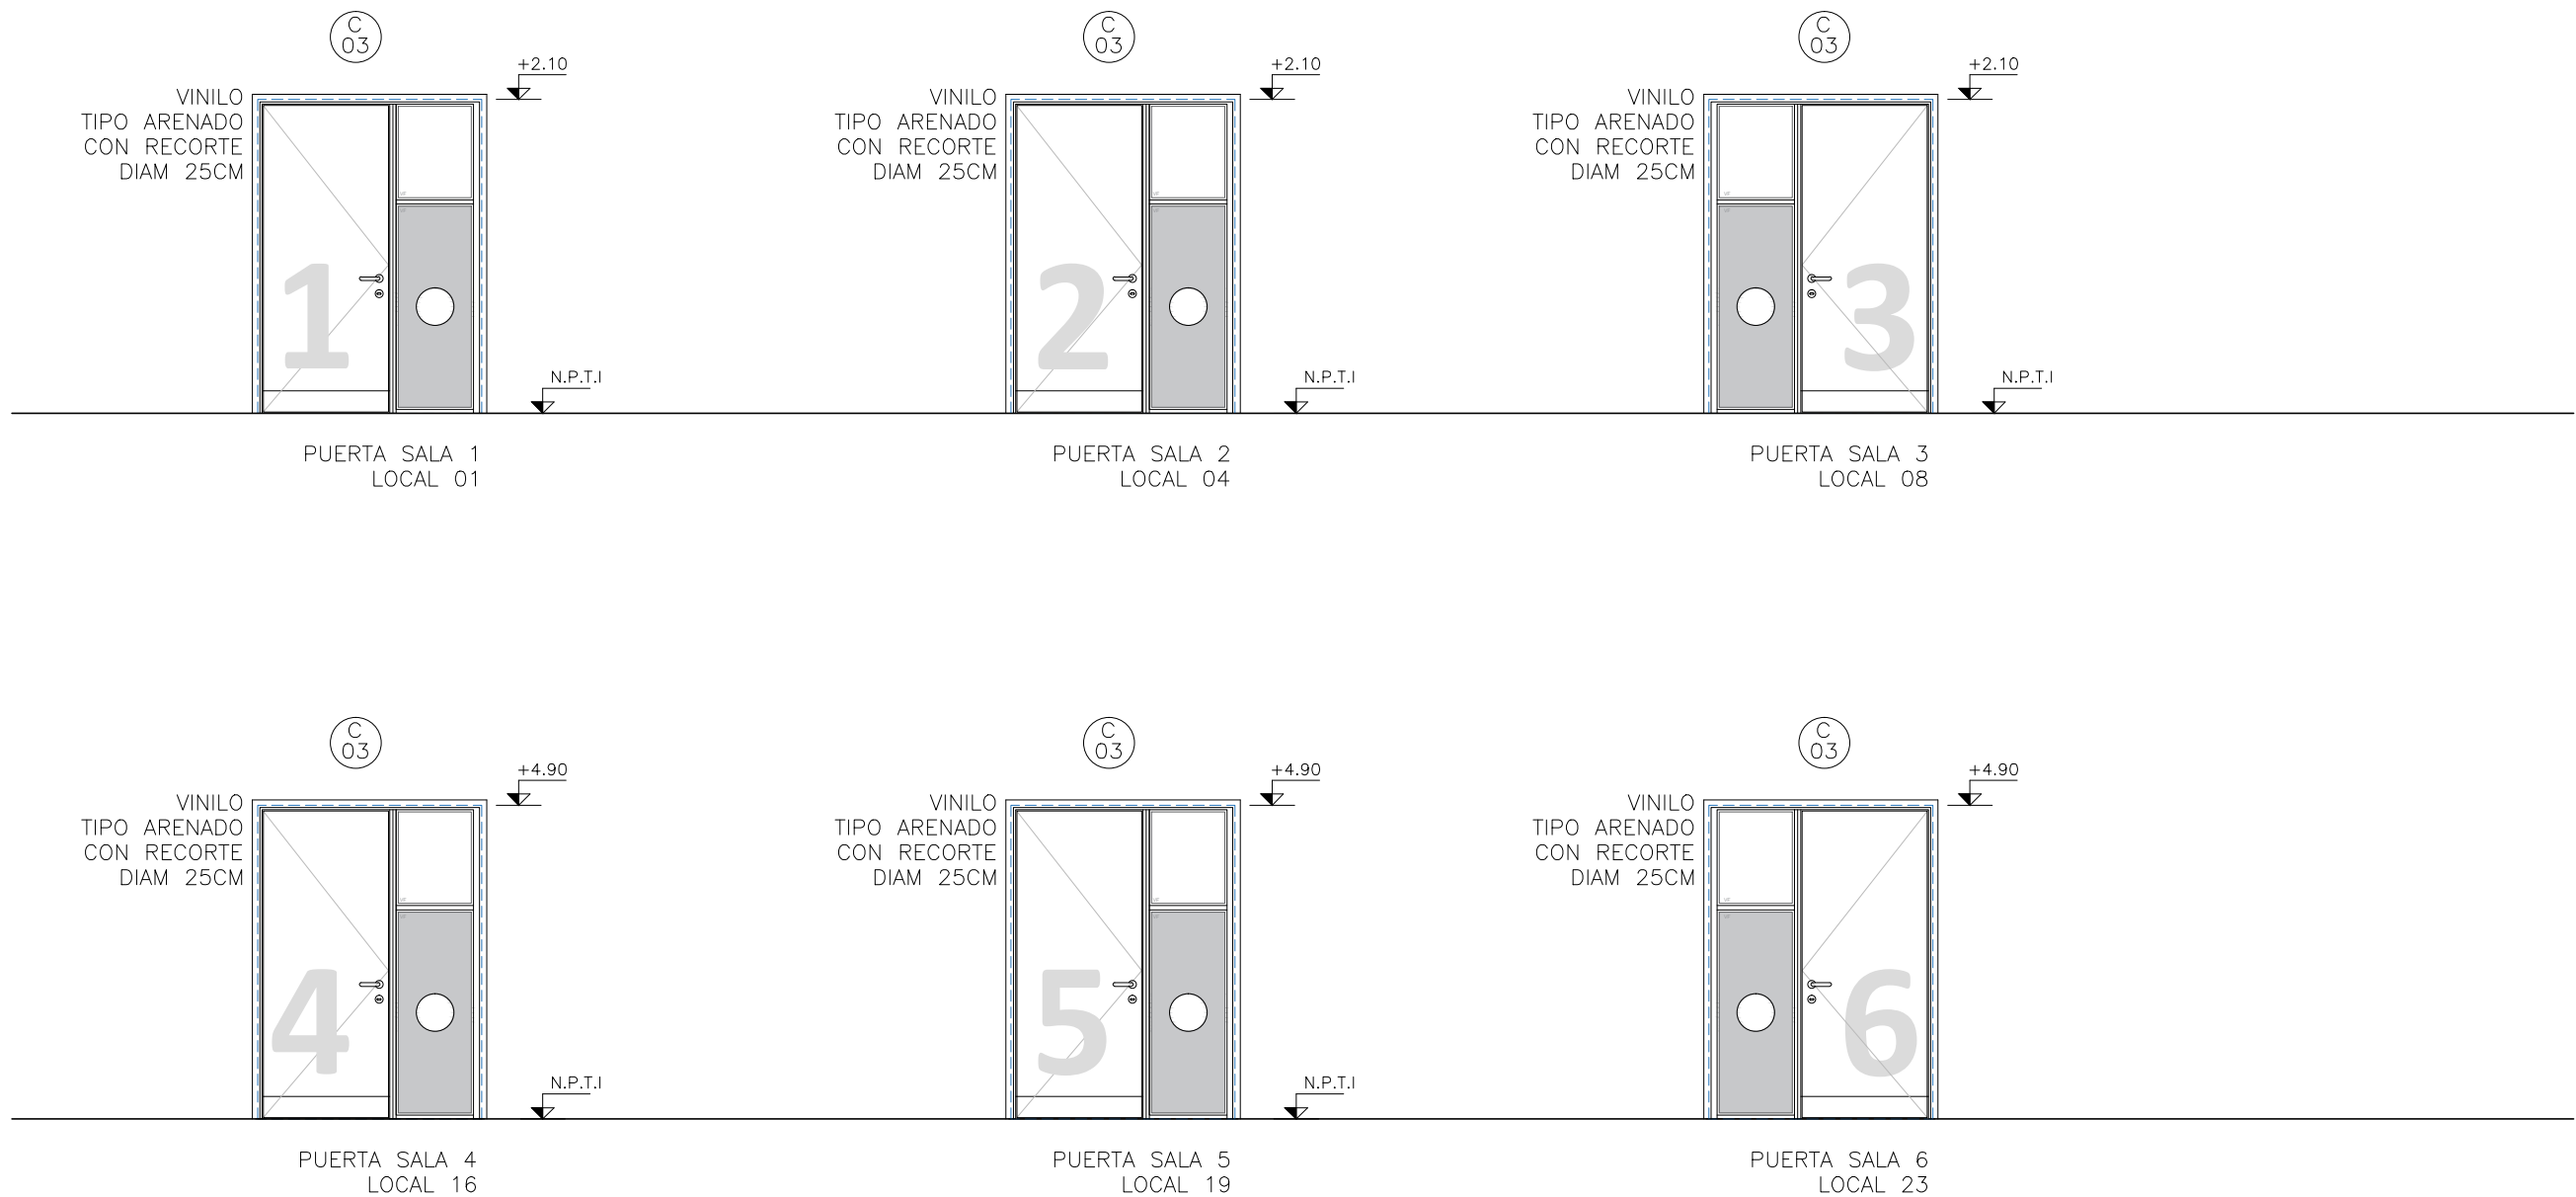 C
03
+2.10
VINILO
TIPO ARENADO
CON RECORTE
DIAM 25CM
1
N.P.T.I
PUERTA SALA 1
LOCAL 01
C
03
+2.10
VINILO
TIPO ARENADO
CON RECORTE
DIAM 25CM
2
N.P.T.I
PUERTA SALA 2
LOCAL 04
C
03
+2.10
VINILO
TIPO ARENADO
CON RECORTE
DIAM 25CM
3
N.P.T.I
PUERTA SALA 3
LOCAL 08
C
03
+4.90
VINILO
TIPO ARENADO
CON RECORTE
DIAM 25CM
4
N.P.T.I
PUERTA SALA 4
LOCAL 16
C
03
+4.90
VINILO
TIPO ARENADO
CON RECORTE
DIAM 25CM
5
N.P.T.I
PUERTA SALA 5
LOCAL 19
C
03
+4.90
VINILO
TIPO ARENADO
CON RECORTE
DIAM 25CM
6
PUERTA SALA 6
LOCAL 23